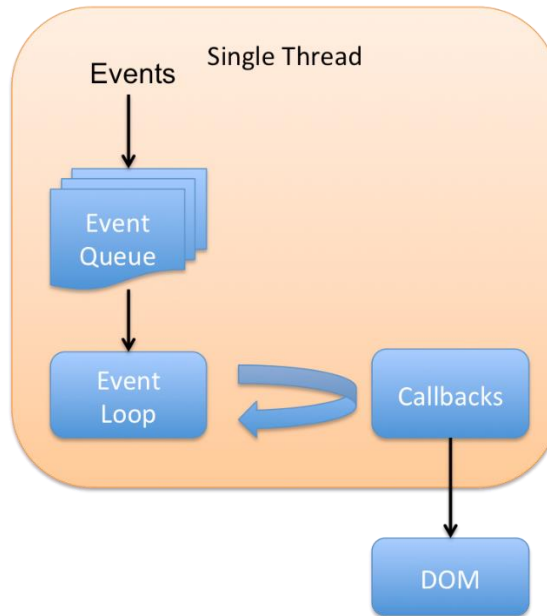 Single Thread
Events
Event
Queue
Event
Loop
Callbacks
DOM